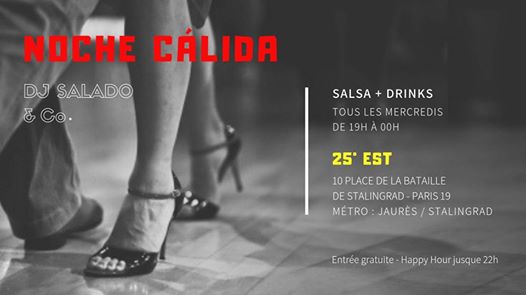 NOCHE CÁLIDA
DJ SALADO
& Co.
SALSA + DRINKS
TOUS LES MERCREDIS
DE 19H À 00H
25° EST
10 PLACE DE LA BATAILLE
DE STALINGRAD - PARIS 19
MÉTRO : JAURÈS / STALINGRAD
Entrée gratuite - Happy Hour jusque 22h